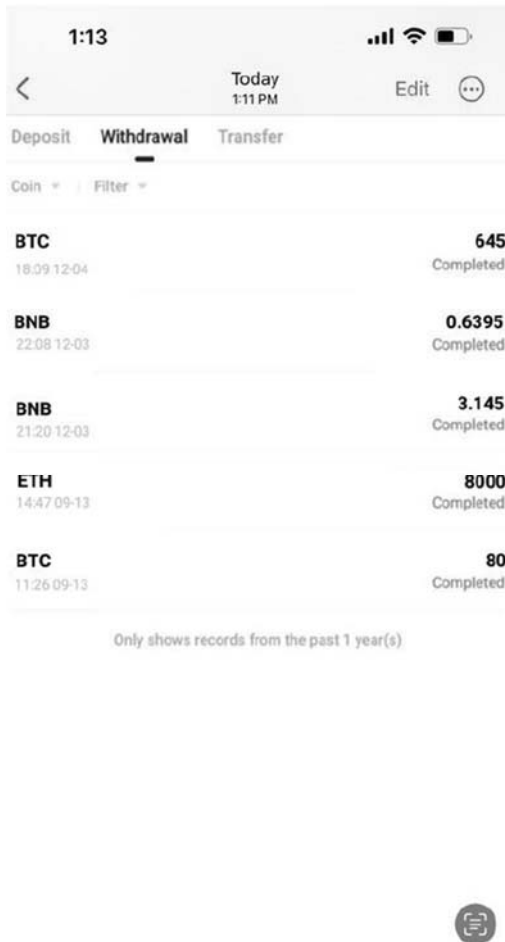 1:13
Today
1:11 PM
Edit
Deposit Withdrawal Transfer
Coin Filter
BTC 645
18:09 12-04 Completed
BNB 0.6395
22:08 12-03 Completed
BNB 3.145
21:20 12-03 Completed
ETH 8000
14:47 09-13 Completed
BTC 80
11:26 09-13 Completed
Only shows records from the past 1 year(s)